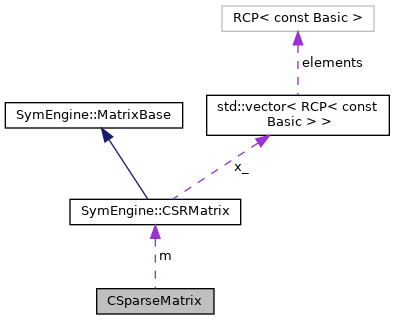 RCP< const Basic >
elements
SymEngine::MatrixBase
std::vector< RCP< const
Basic > >
x_
SymEngine::CSRMatrix
m
CSparseMatrix